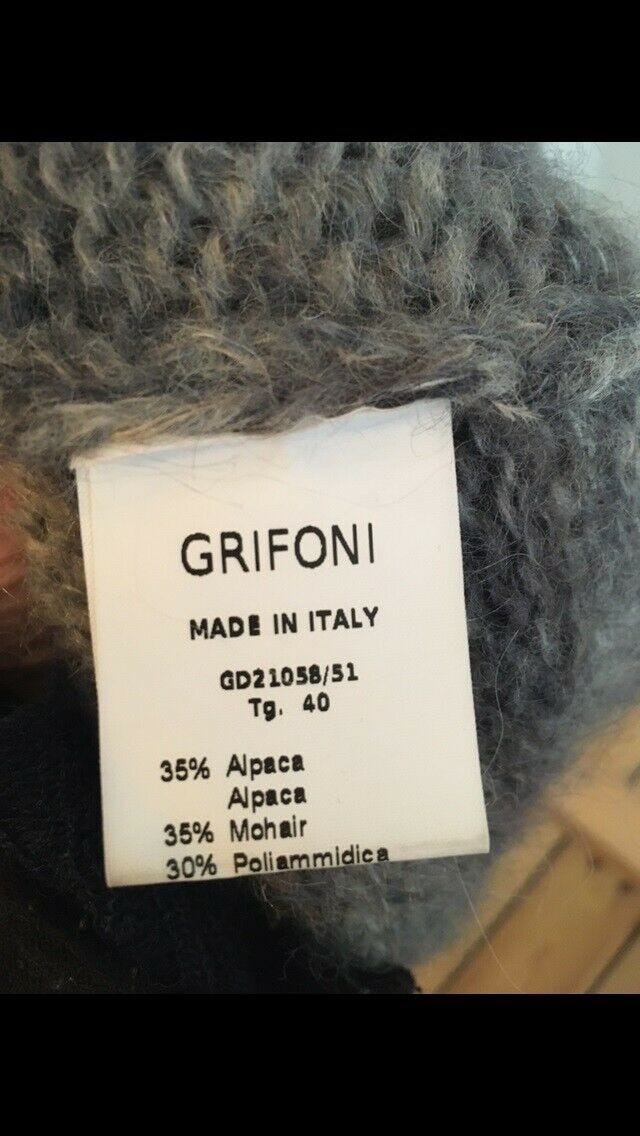 GRIFONI
MADE IN ITALY
GD21058/51
Tg. 40
35% Alpaca
Alpaca
35% Mohair
30% Poliammidica